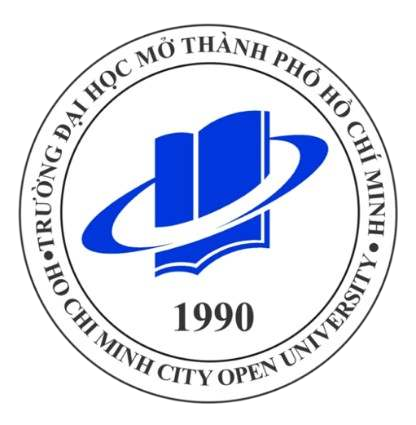 TRƯỜNG ĐẠI HỌC MỞ THÀNH PHỐ HỒ CHÍ MINH
1990
HO CHI MINH CITY OPEN UNIVERSITY